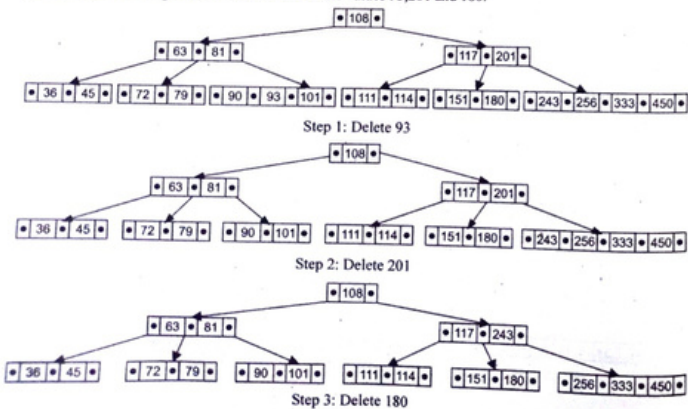 108
63 81 117 201
36 45 72 79 90 93 101 111 114 151 180 243 256 333 450
Step 1: Delete 93
108
63 81 117 201
36 45 72 79 90 101 111 114 151 180 243 256 333 450
Step 2: Delete 201
108
63 81 117 243
36 45 72 79 90 101 111 114 151 180 256 333 450
Step 3: Delete 180